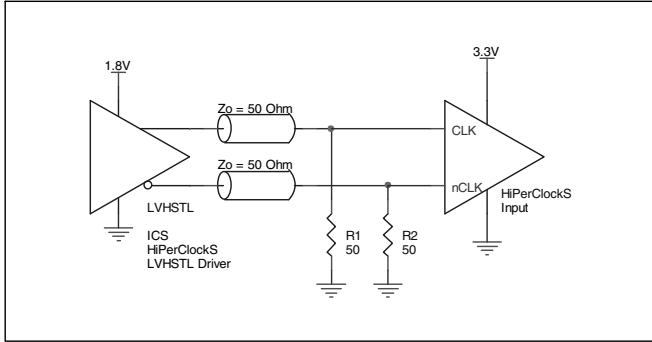 1.8V
3.3V
Zo = 50 Ohm
CLK
Zo = 50 Ohm
nCLK
HiPerClockS
Input
LVHSTL
ICS
HiPerClockS
LVHSTL Driver
R1
50
R2
50